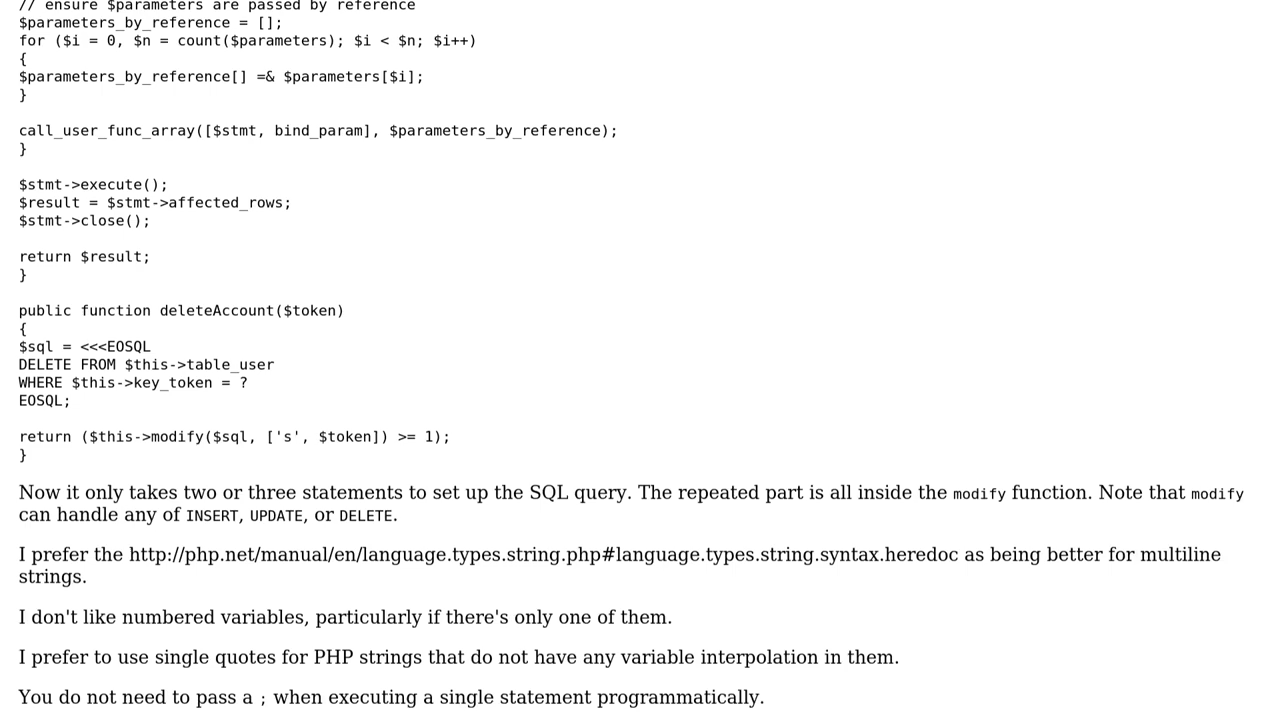 // ensure $parameters are passed by reference
$parameters_by_reference = [];
for ($i = 0, $n = count($parameters); $i < $n; $i++)
{
$parameters_by_reference[] =& $parameters[$i];
}
call_user_func_array([$stmt, bind_param], $parameters_by_reference);
}
$stmt->execute();
$result = $stmt->affected_rows;
$stmt->close();
return $result;
}
public function deleteAccount($token)
{
$sql = <<<EOSQL
DELETE FROM $this->table_user
WHERE $this->key_token = ?
EOSQL;
return ($this->modify($sql, ['s', $token]) >= 1);
}
Now it only takes two or three statements to set up the SQL query. The repeated part is all inside the modify function. Note that modify
can handle any of INSERT, UPDATE, or DELETE.
I prefer the http://php.net/manual/en/language.types.string.php#language.types.string.syntax.heredoc as being better for multiline
strings.
I don't like numbered variables, particularly if there's only one of them.
I prefer to use single quotes for PHP strings that do not have any variable interpolation in them.
You do not need to pass a ; when executing a single statement programmatically.